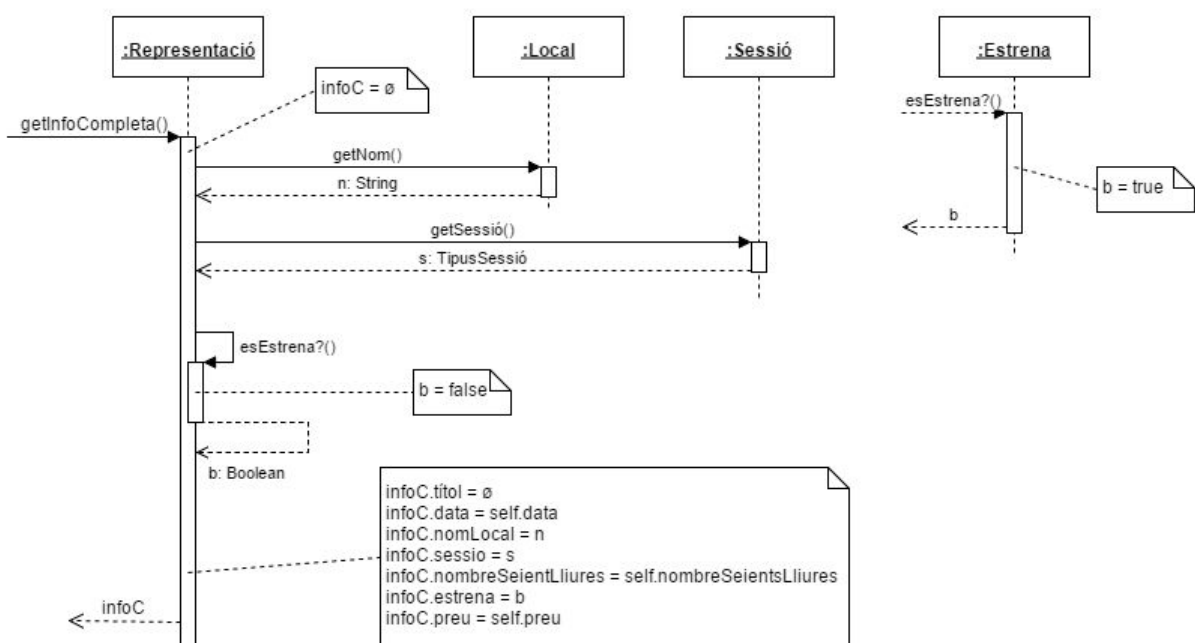 :Representació
:Local
:Sessió
:Estrena
infoC = ø
esEstrena?()
getInfoCompleta()
getNom()
n: String
b = true
b
getSessió()
s: TipusSessió
esEstrena?()
b = false
b: Boolean
infoC.títol = ø
infoC.data = self.data
infoC.nomLocal = n
infoC.sessio = s
infoC.nombreSeientLliures = self.nombreSeientsLliures
infoC.estrena = b
infoC.preu = self.preu
infoC